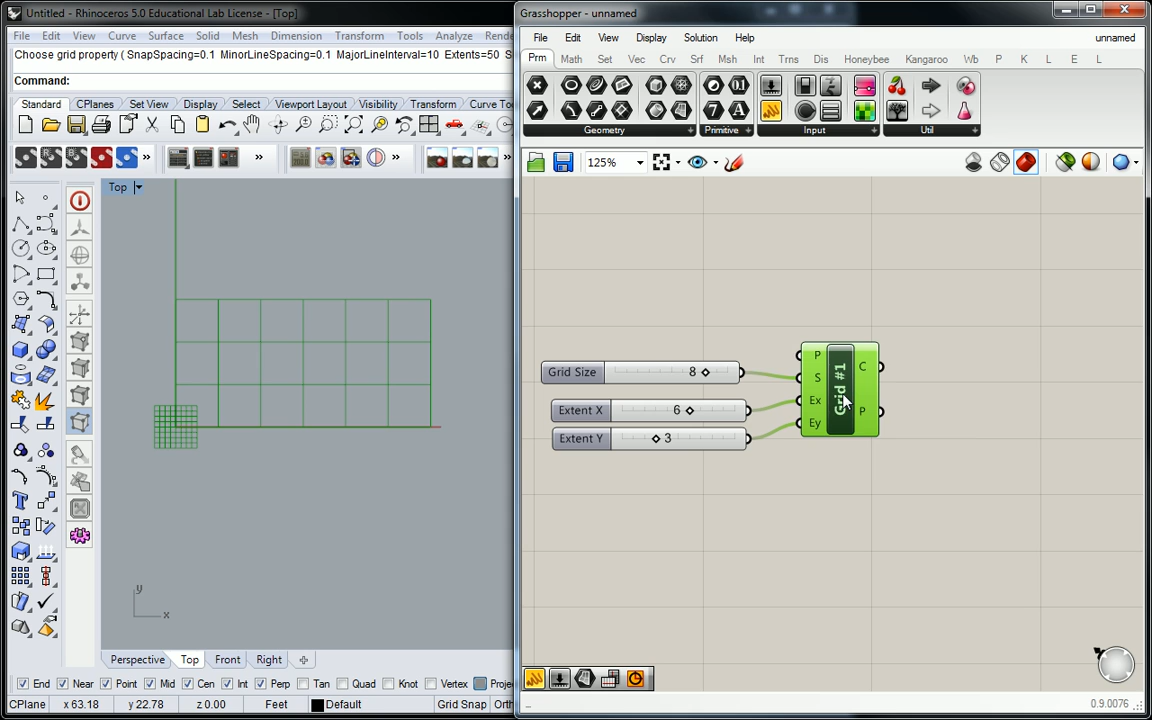 Untitled - Rhinoceros 5.0 Educational Lab License - [Top]
File Edit View Curve Surface Solid Mesh Dimension Transform Tools Analyze
Choose grid property ( SnapSpacing=0.1 MinorLineSpacing=0.1 MajorLineInterval=10 Extents=50
Command:
Standard CPlanes Set View Display Select Viewport Layout Visibility Transform
Top
y
x
Perspective Top Front Right
End Near Point Mid Cen Int Perp Tan Quad Knot Vertex
CPlane x 63.18 y 22.78 z 0.00 Feet Default Grid Snap
Grasshopper - unnamed
File Edit View Display Solution Help unnamed
Prm Math Set Vec Crv Srf Msh Int Trns Dis Honeybee Kangaroo Wb P K L E L
Geometry Primitive Input Util
125%
Grid Size 8
Extent X 6
Extent Y 3
P
S
Ex
Ey
Grid #1
C
P
0.9.0076